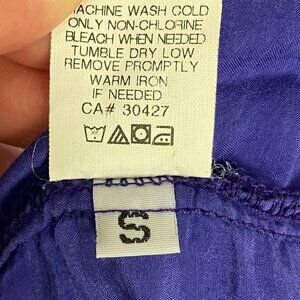 MACHINE WASH COLD
ONLY NON-CHLORINE
BLEACH WHEN NEEDED
TUMBLE DRY LOW
REMOVE PROMPTLY
WARM IRON
IF NEEDED
CA# 30427
S